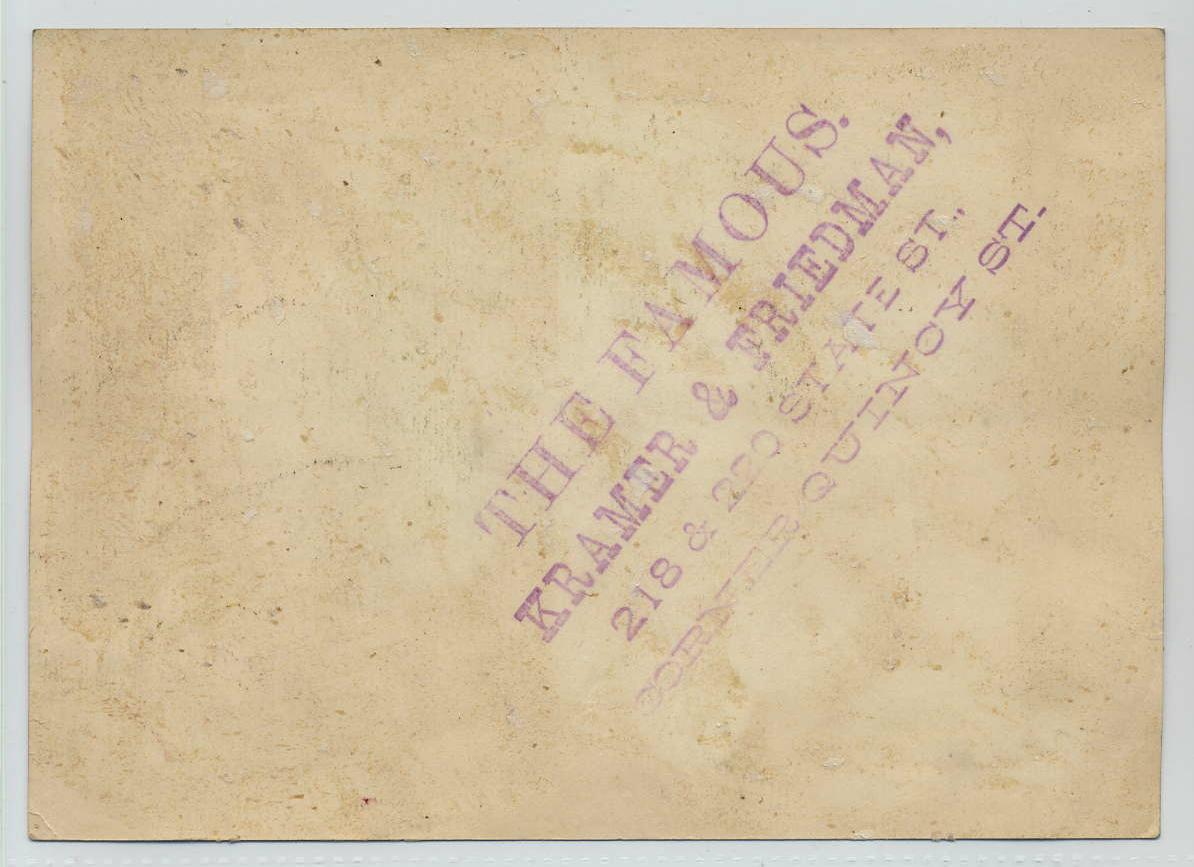 THE FAMOUS.
KRAMER & FRIEDMAN,
218 & 220 STATE ST.,
CORNER QUINCY ST.